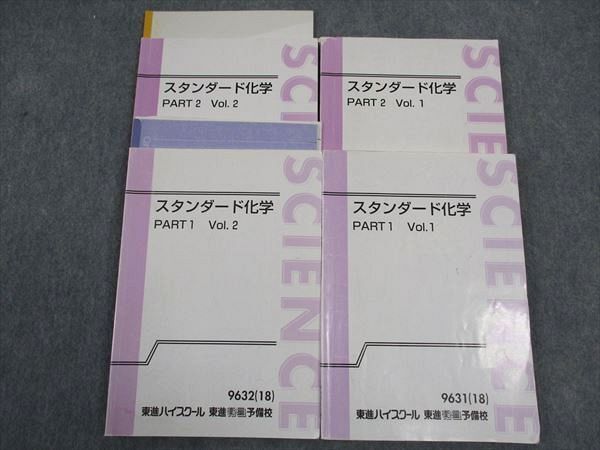 スタンダード化学
PART 2 Vol. 2
SCIENCE
スタンダード化学
PART 2 Vol. 1
SCIENCE
スタンダード化学
PART 1 Vol. 2
SCIENCE
9632(18)
東進ハイスクール 東進衛星予備校
スタンダード化学
PART 1 Vol.1
SCIENCE
9631(18)
東進ハイスクール 東進衛星予備校